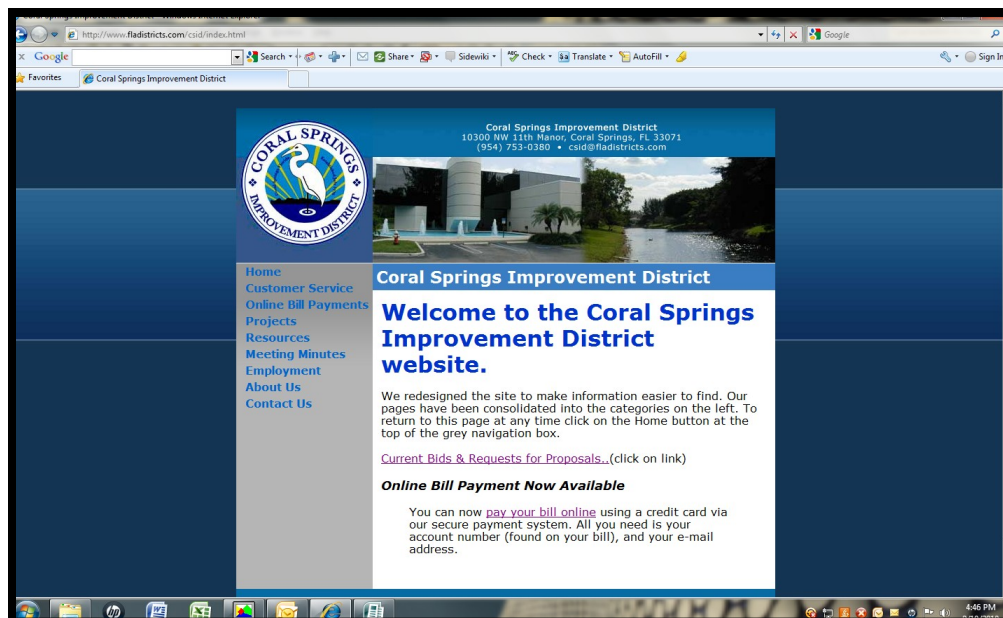 http://www.fladistricts.com/csid/index.html
Google
x Google
Search
Share
Sidewiki
Check
Translate
AutoFill
Sign In
Favorites
Coral Springs Improvement District
CORAL SPRINGS
IMPROVEMENT DISTRICT
Coral Springs Improvement District
10300 NW 11th Manor, Coral Springs, FL 33071
(954) 753-0380 • csid@fladistricts.com
Home
Customer Service
Online Bill Payments
Projects
Resources
Meeting Minutes
Employment
About Us
Contact Us
Coral Springs Improvement District
Welcome to the Coral Springs
Improvement District
website.
We redesigned the site to make information easier to find. Our
pages have been consolidated into the categories on the left. To
return to this page at any time click on the Home button at the
top of the grey navigation box.
Current Bids & Requests for Proposals..(click on link)
Online Bill Payment Now Available
You can now pay your bill online using a credit card via
our secure payment system. All you need is your
account number (found on your bill), and your e-mail
address.
4:46 PM